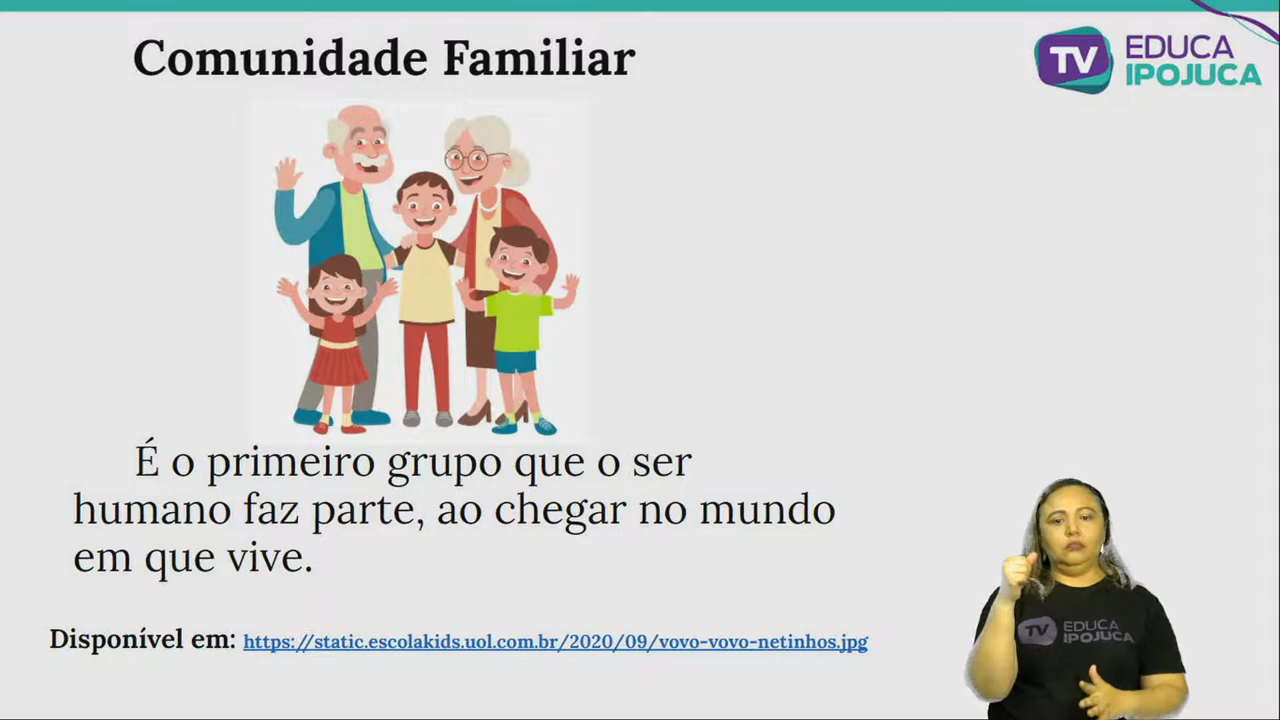 Comunidade Familiar
TV EDUCA
IPOJUCA
É o primeiro grupo que o ser
humano faz parte, ao chegar no mundo
em que vive.
Disponível em: https://static.escolakids.uol.com.br/2020/09/vovo-vovo-netinhos.jpg
TV EDUCA
IPOJUCA